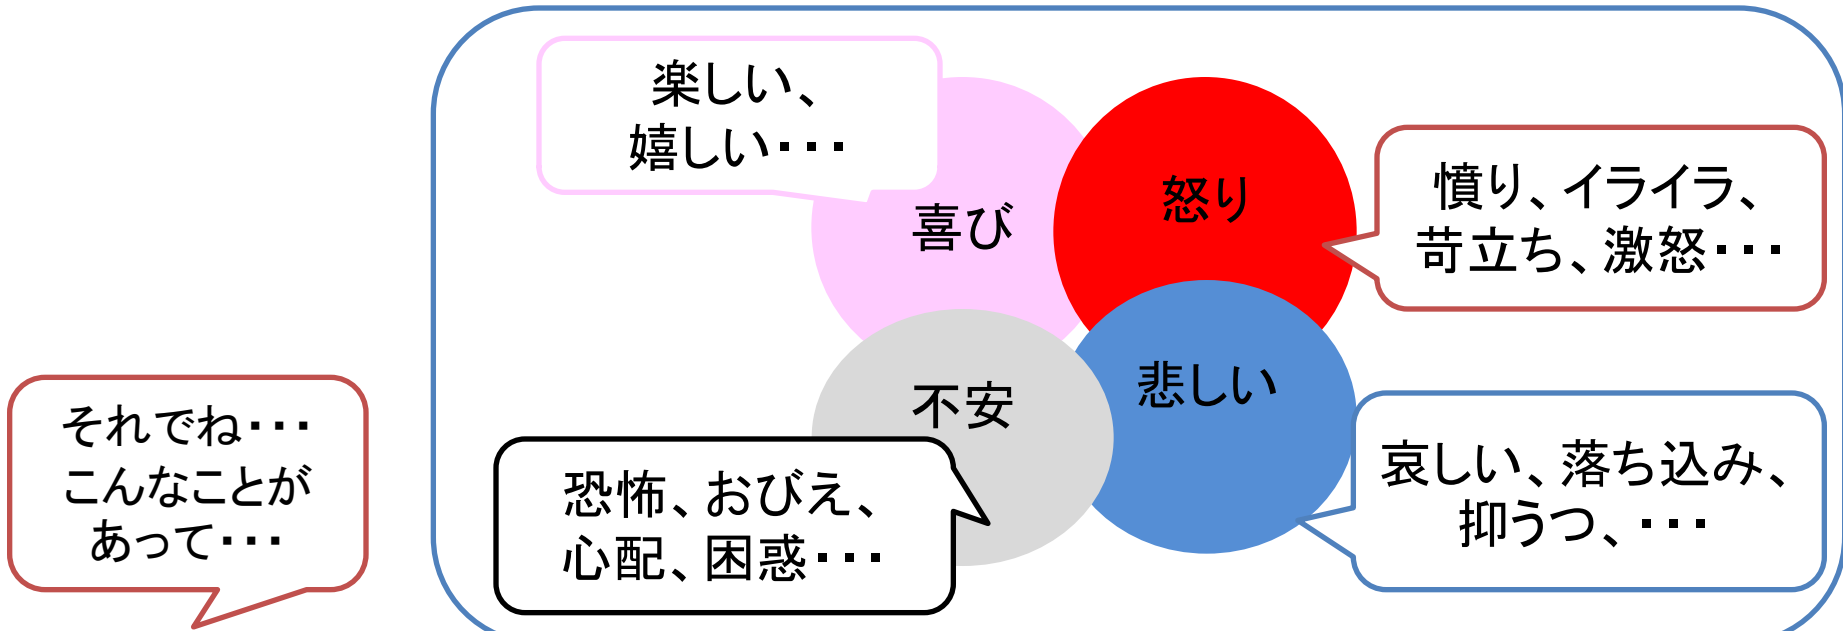 楽しい、
嬉しい・・・
喜び
怒り
憤り、イライラ、
苛立ち、激怒・・・
不安
悲しい
それでね・・・
こんなことが
あって・・・
恐怖、おびえ、
心配、困惑・・・
哀しい、落ち込み、
抑うつ、・・・